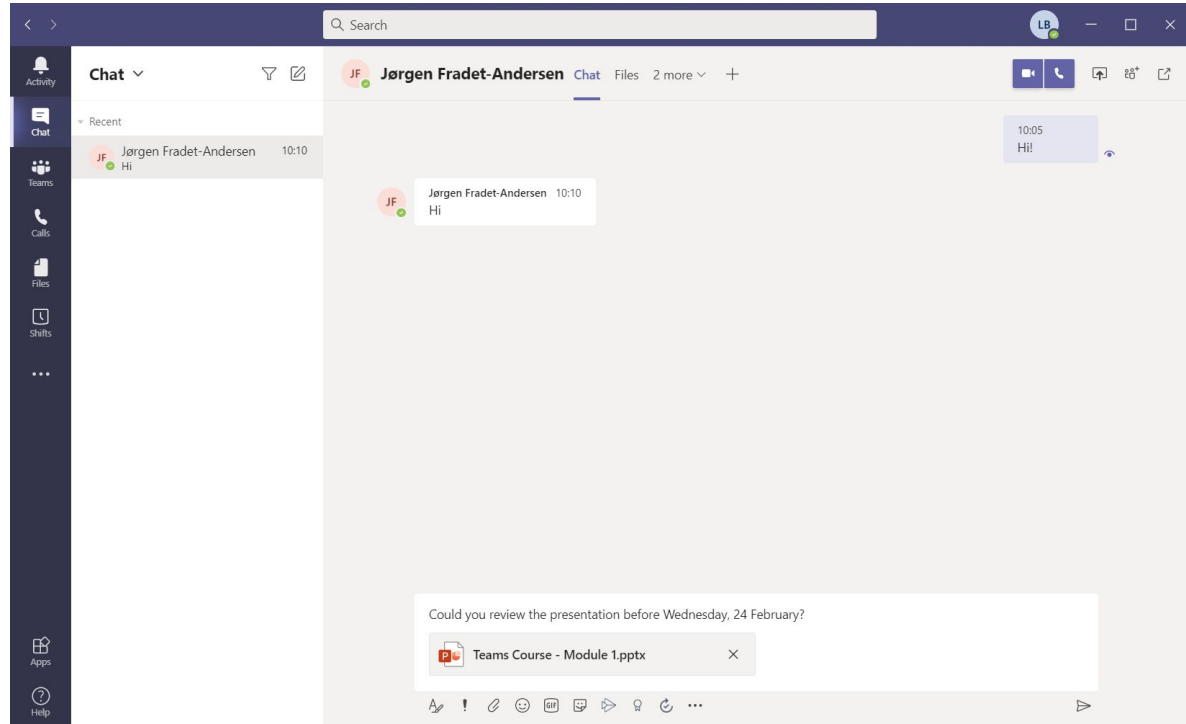 Search
LB
Activity
Chat
Teams
Calls
Files
Shifts
Apps
Help
Chat
Recent
JF
Jørgen Fradet-Andersen 10:10
Hi
JF Jørgen Fradet-Andersen Chat Files 2 more
10:05
Hi!
JF
Jørgen Fradet-Andersen 10:10
Hi
Could you review the presentation before Wednesday, 24 February?
P Teams Course - Module 1.pptx
GIF